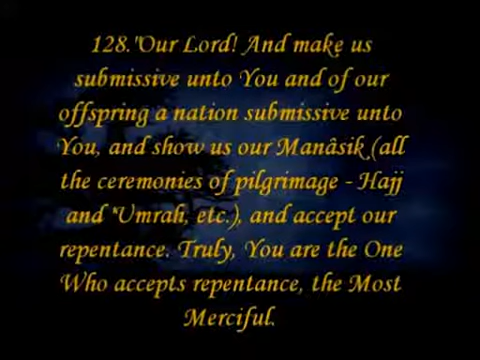 128."Our Lord! And make us
submissive unto You and of our
offspring a nation submissive unto
You, and show us our Manâsik (all
the ceremonies of pilgrimage - Hajj
and 'Umrah, etc.), and accept our
repentance. Truly, You are the One
Who accepts repentance, the Most
Merciful.